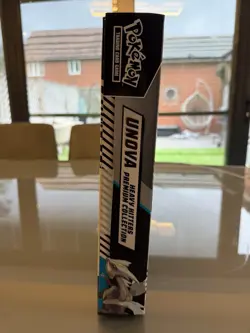 POKÉMON
TRADING CARD GAME
UNOVA
HEAVY HITTERS
PREMIUM COLLECTION